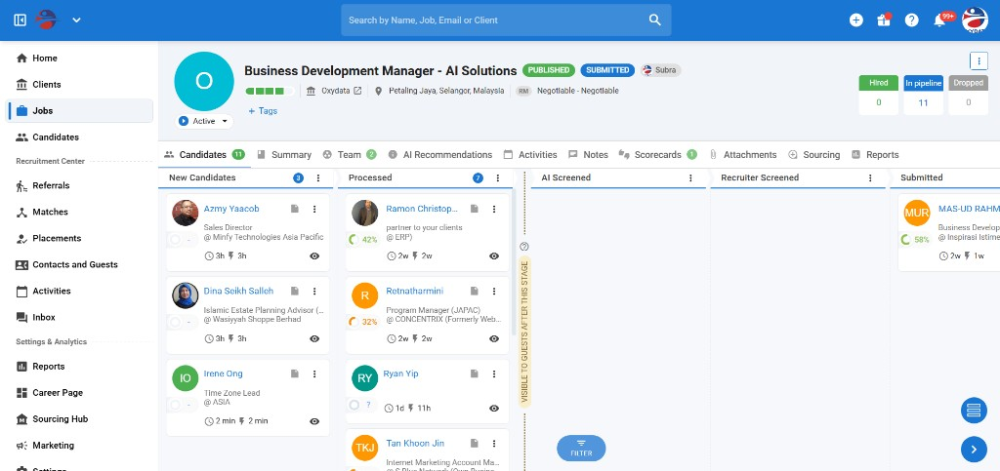 Search by Name, Job, Email or Client
99+
Home
Clients
Jobs
Candidates
Recruitment Center
Referrals
Matches
Placements
Contacts and Guests
Activities
Inbox
Settings & Analytics
Reports
Career Page
Sourcing Hub
Marketing
Settings
O
Active
Business Development Manager - AI Solutions PUBLISHED SUBMITTED Subra
Oxydata Petaling Jaya, Selangor, Malaysia RM Negotiable - Negotiable
+ Tags
Hired In pipeline Dropped
0 11 0
Candidates 11 Summary Team 2 AI Recommendations Activities Notes Scorecards 1 Attachments Sourcing Reports
New Candidates 3
Azmy Yaacob
Sales Director
@ Minfy Technologies Asia Pacific
-
3h 3h
Dina Seikh Salleh
Islamic Estate Planning Advisor (...
@ Wasiyyah Shoppe Berhad
-
3h 3h
IO
Irene Ong
Time Zone Lead
@ ASIA
-
2 min 2 min
Processed 7
Ramon Christop...
partner to your clients
@ ERP)
42%
2w 2w
R
Retnatharmini
Program Manager (JAPAC)
@ CONCENTRIX (Formerly Web...
32%
2w 2w
RY
Ryan Yip
?
1d 11h
TKJ
Tan Khoon Jin
Internet Marketing Account Ma...
VISIBLE TO GUESTS AFTER THIS STAGE
AI Screened
Recruiter Screened
Submitted
MUR
MAS-UD RAHM
Business Develop
@ Inspirasi Istime
58%
2w 1w
FILTER